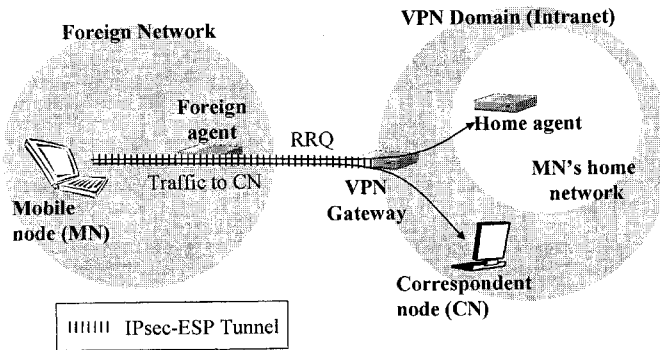 VPN Domain (Intranet)
Foreign Network
Foreign
agent
RRQ
Home agent
Traffic to CN
VPN
Gateway
MN's home
network
Mobile
node (MN)
Correspondent
node (CN)
IPsec-ESP Tunnel